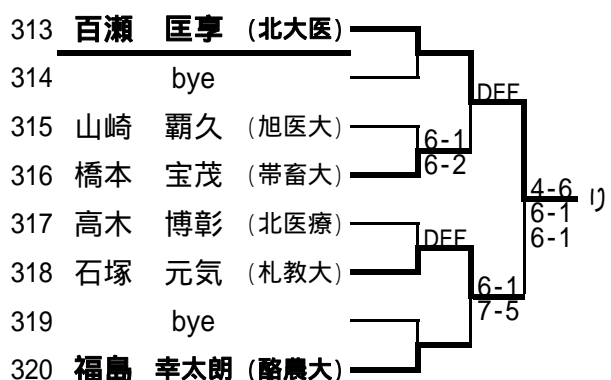 313 百瀬 匡享 (北大医)
314 bye
DEF
315 山崎 覇久 (旭医大)
6-1
6-2
316 橋本 宝茂 (帯畜大)
4-6
6-1
6-1
り
317 高木 博彰 (北医療)
DEF
318 石塚 元気 (札教大)
6-1
7-5
319 bye
320 福島 幸太朗 (酪農大)